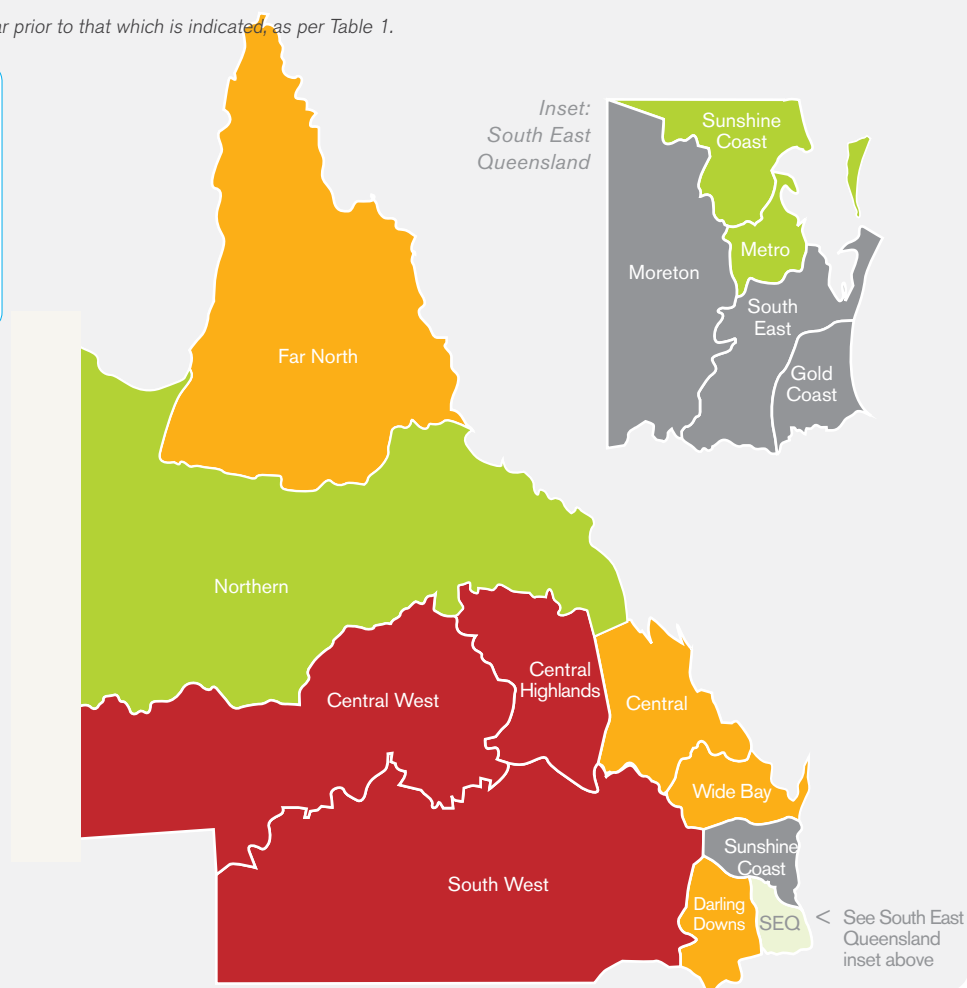 prior to that which is indicated, as per Table 1.
Inset:
South East
Queensland
Sunshine
Coast
Metro
Moreton
South
East
Gold
Coast
Far North
Northern
Central
Highlands
Central West
Central
Wide Bay
Sunshine
Coast
South West
Darling
Downs
SEQ
< See South East
Queensland
inset above